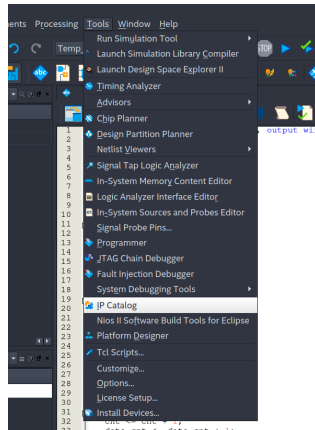 ents Processing Tools Window Help
Run Simulation Tool
Temp
Launch Simulation Library Compiler
STOP
Launch Design Space Explorer II
abc
Timing Analyzer
Advisors
Chip Planner
1
, output wi
2
Design Partition Planner
3
Netlist Viewers
4
5
Signal Tap Logic Analyzer
6
In-System Memory Content Editor
7
8
Logic Analyzer Interface Editor
9
10
In-System Sources and Probes Editor
11
Signal Probe Pins...
12
13
Programmer
14
JTAG Chain Debugger
15
16
Fault Injection Debugger
17
System Debugging Tools
18
19
IP Catalog
20
21
Nios II Software Build Tools for Eclipse
22
23
Platform Designer
24
25
Tcl Scripts...
26
Customize...
27
28
Options...
29
License Setup...
30
31
Install Devices...
32
cnt <= cnt + 1;